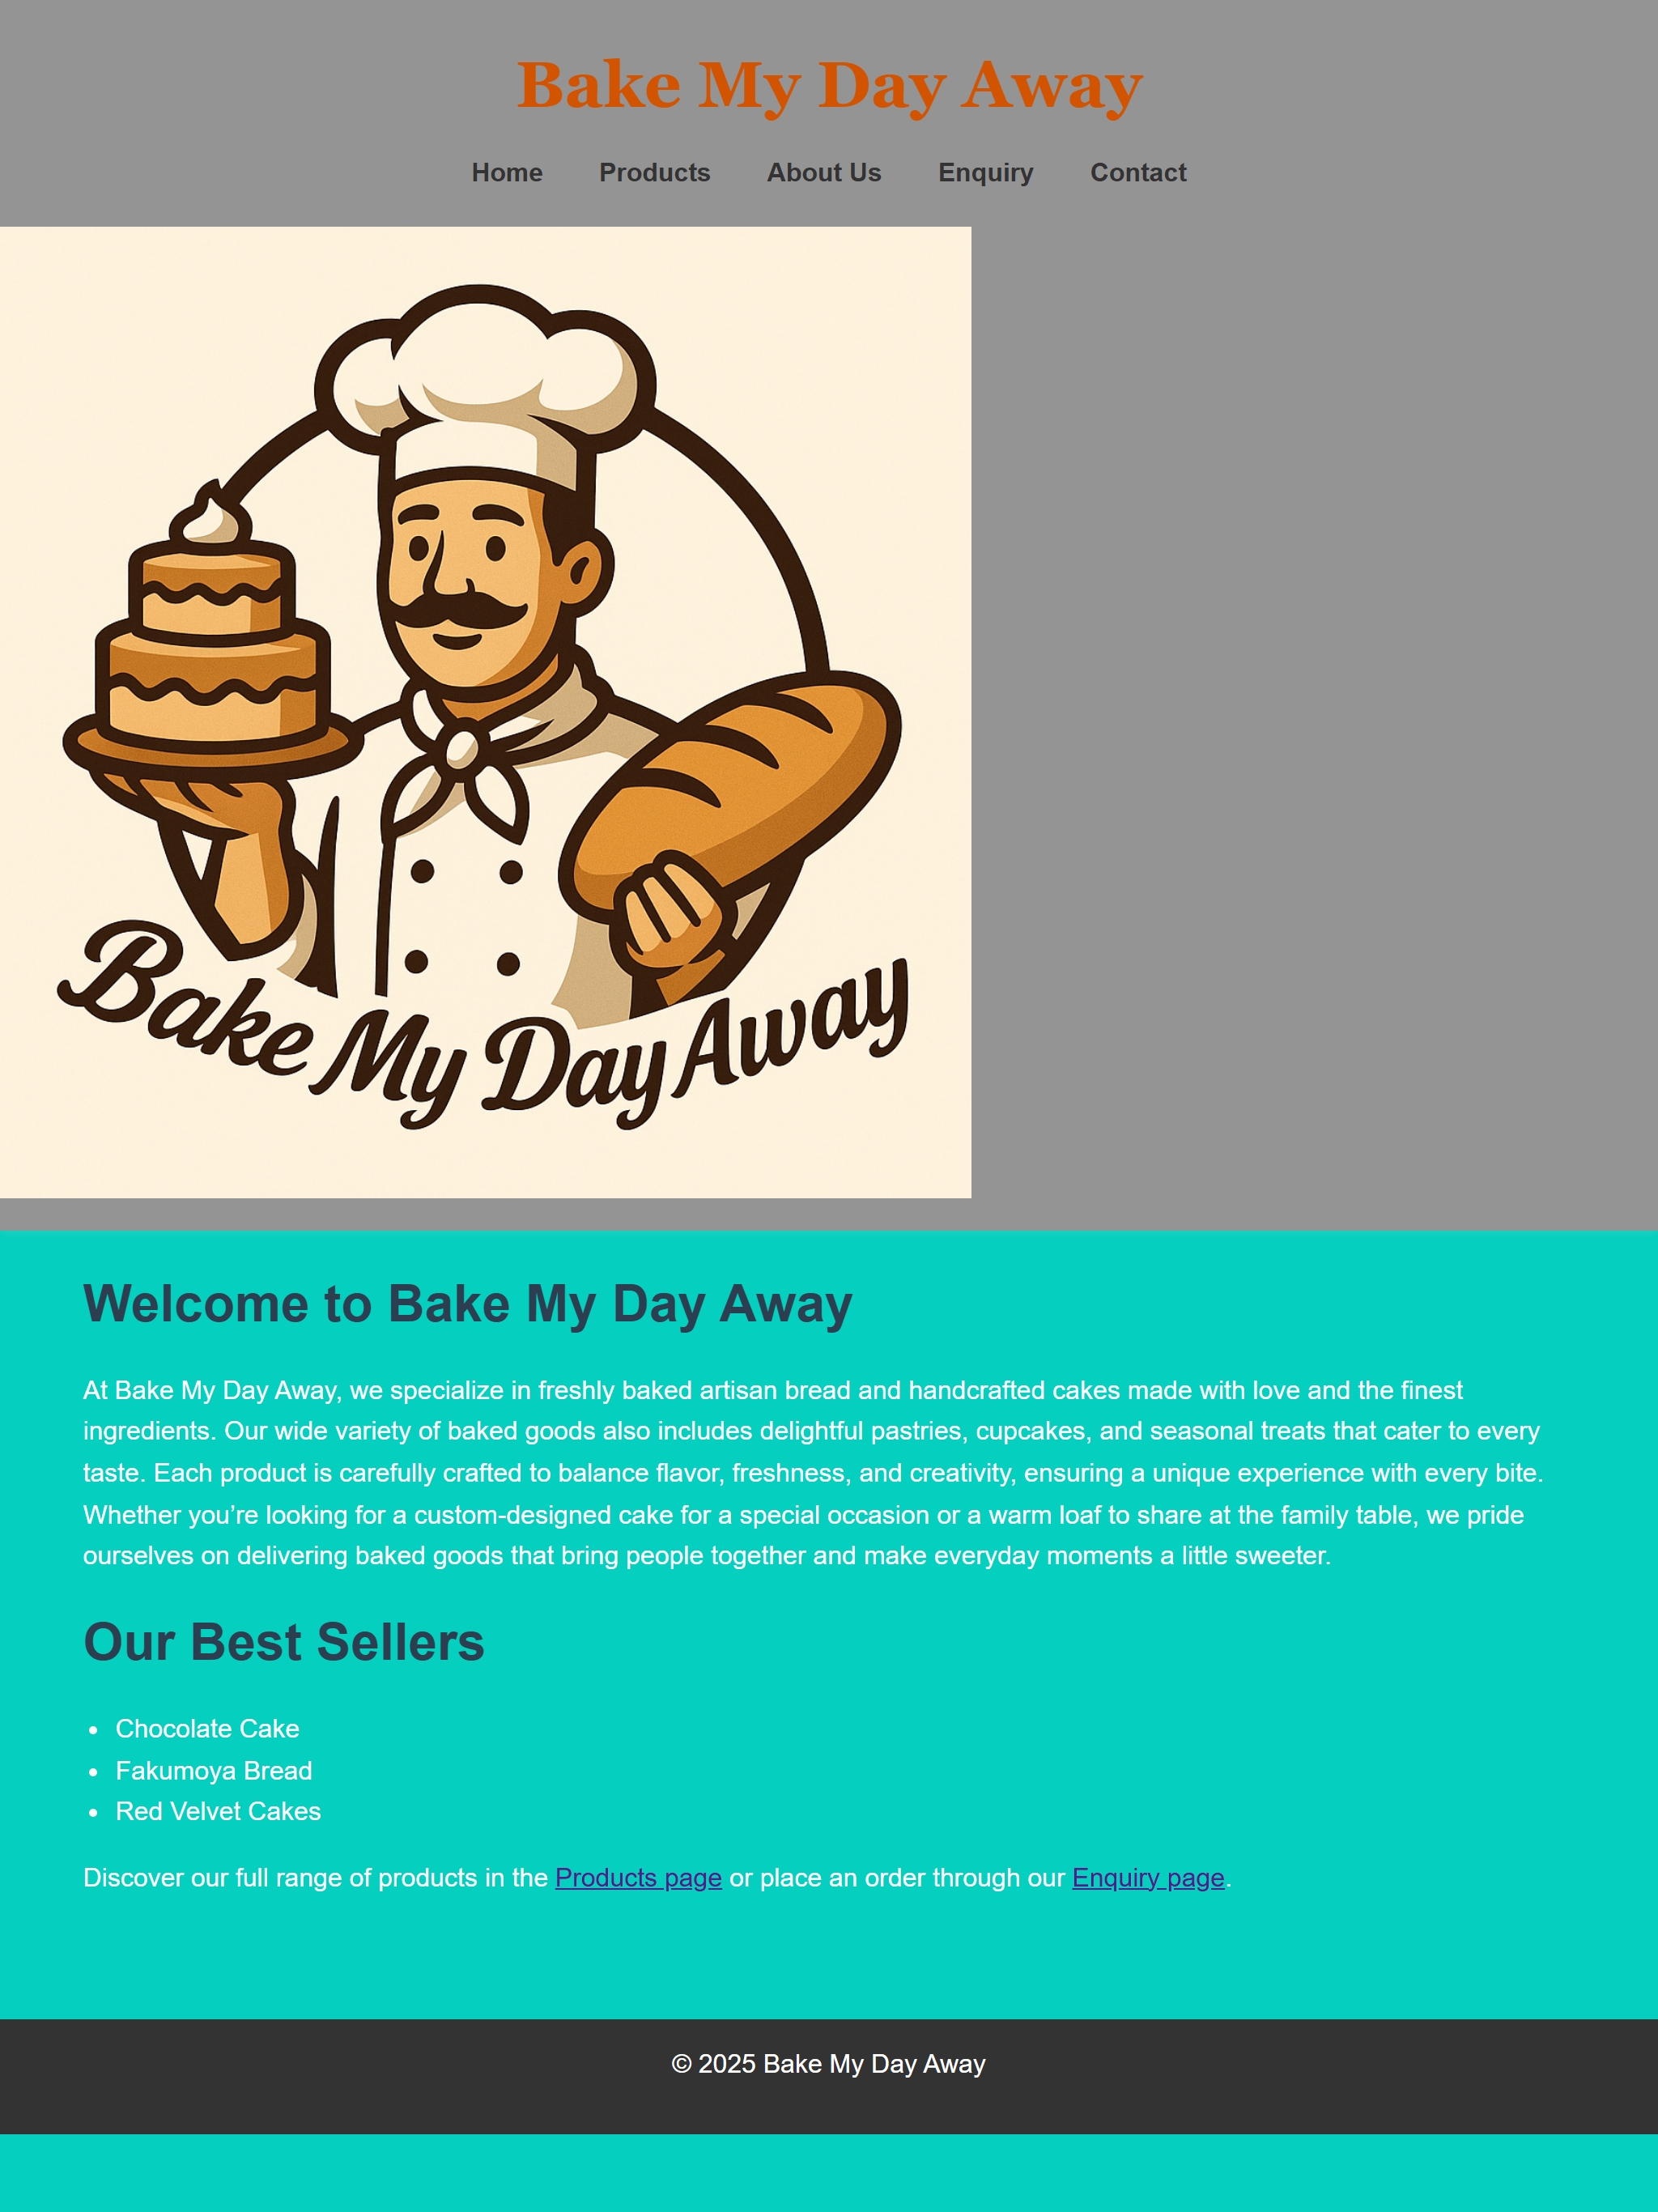 Bake My Day Away
Home Products About Us Enquiry Contact
Bake My Day Away
Welcome to Bake My Day Away
At Bake My Day Away, we specialize in freshly baked artisan bread and handcrafted cakes made with love and the finest
ingredients. Our wide variety of baked goods also includes delightful pastries, cupcakes, and seasonal treats that cater to every
taste. Each product is carefully crafted to balance flavor, freshness, and creativity, ensuring a unique experience with every bite.
Whether you’re looking for a custom-designed cake for a special occasion or a warm loaf to share at the family table, we pride
ourselves on delivering baked goods that bring people together and make everyday moments a little sweeter.
Our Best Sellers
• Chocolate Cake
• Fakumoya Bread
• Red Velvet Cakes
Discover our full range of products in the Products page or place an order through our Enquiry page.
© 2025 Bake My Day Away